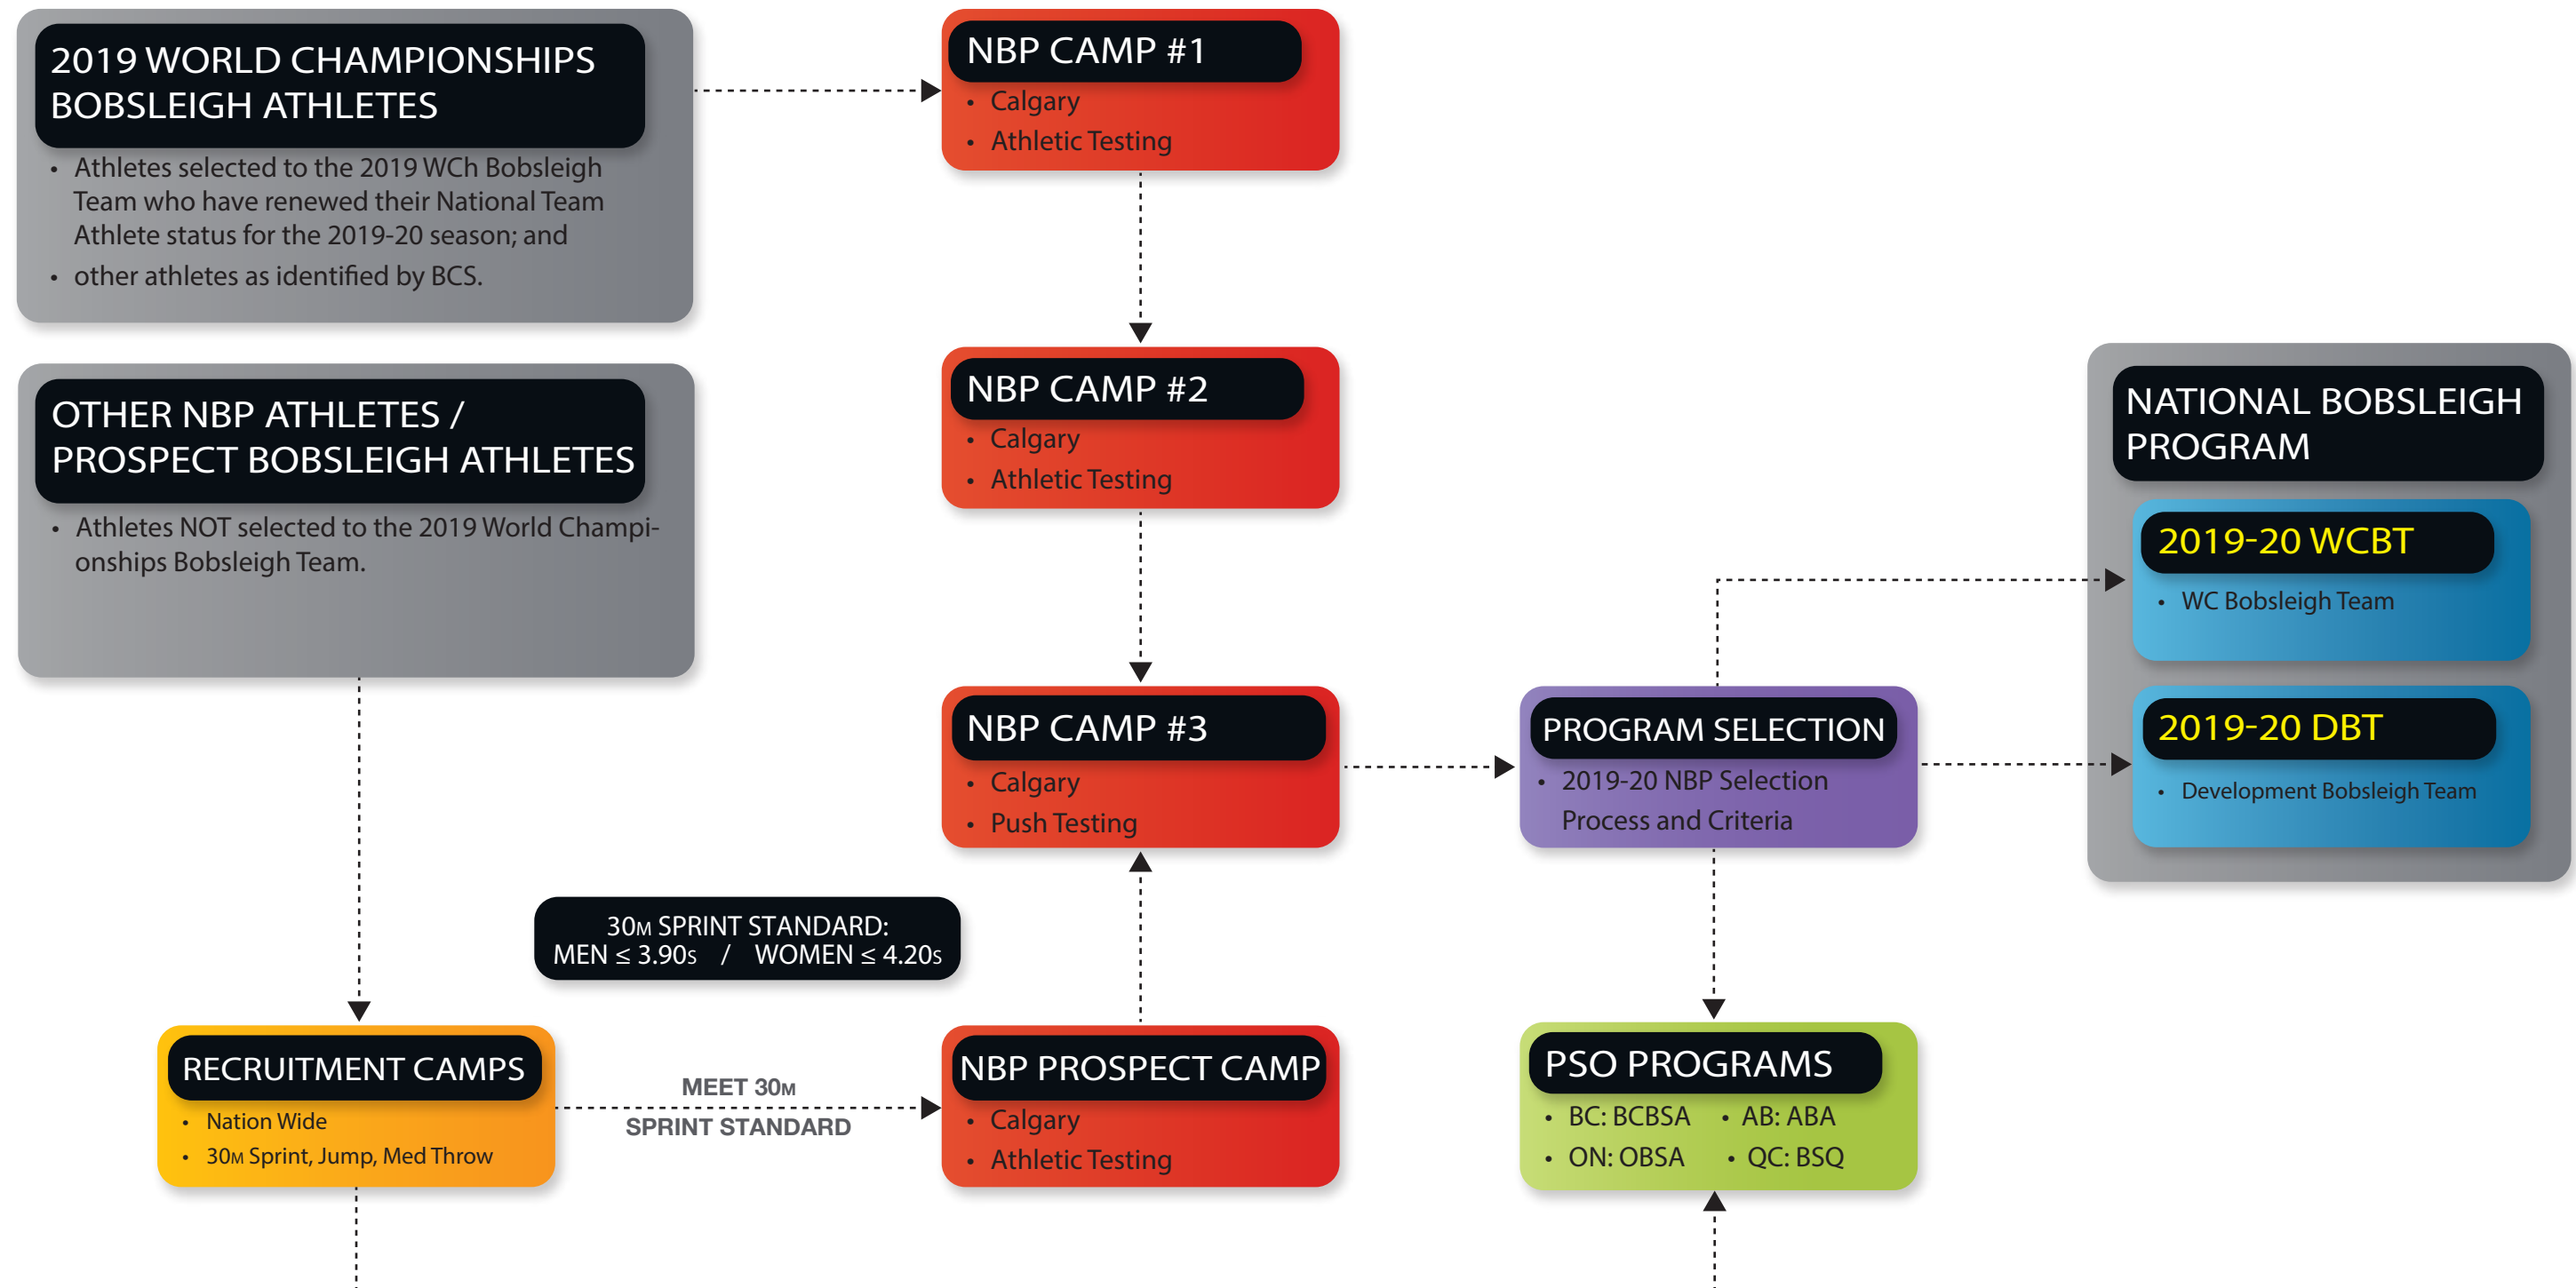 2019 WORLD CHAMPIONSHIPS
BOBSLEIGH ATHLETES
• Athletes selected to the 2019 WCh Bobsleigh
Team who have renewed their National Team
Athlete status for the 2019-20 season; and
• other athletes as identified by BCS.
NBP CAMP #1
• Calgary
• Athletic Testing
OTHER NBP ATHLETES /
PROSPECT BOBSLEIGH ATHLETES
• Athletes NOT selected to the 2019 World Champi-
onships Bobsleigh Team.
NBP CAMP #2
• Calgary
• Athletic Testing
NATIONAL BOBSLEIGH
PROGRAM
2019-20 WCBT
• WC Bobsleigh Team
2019-20 DBT
• Development Bobsleigh Team
NBP CAMP #3
• Calgary
• Push Testing
PROGRAM SELECTION
• 2019-20 NBP Selection
Process and Criteria
30M SPRINT STANDARD:
MEN ≤ 3.90S / WOMEN ≤ 4.20S
RECRUITMENT CAMPS
• Nation Wide
• 30M Sprint, Jump, Med Throw
MEET 30M
SPRINT STANDARD
NBP PROSPECT CAMP
• Calgary
• Athletic Testing
PSO PROGRAMS
• BC: BCBSA • AB: ABA
• ON: OBSA • QC: BSQ